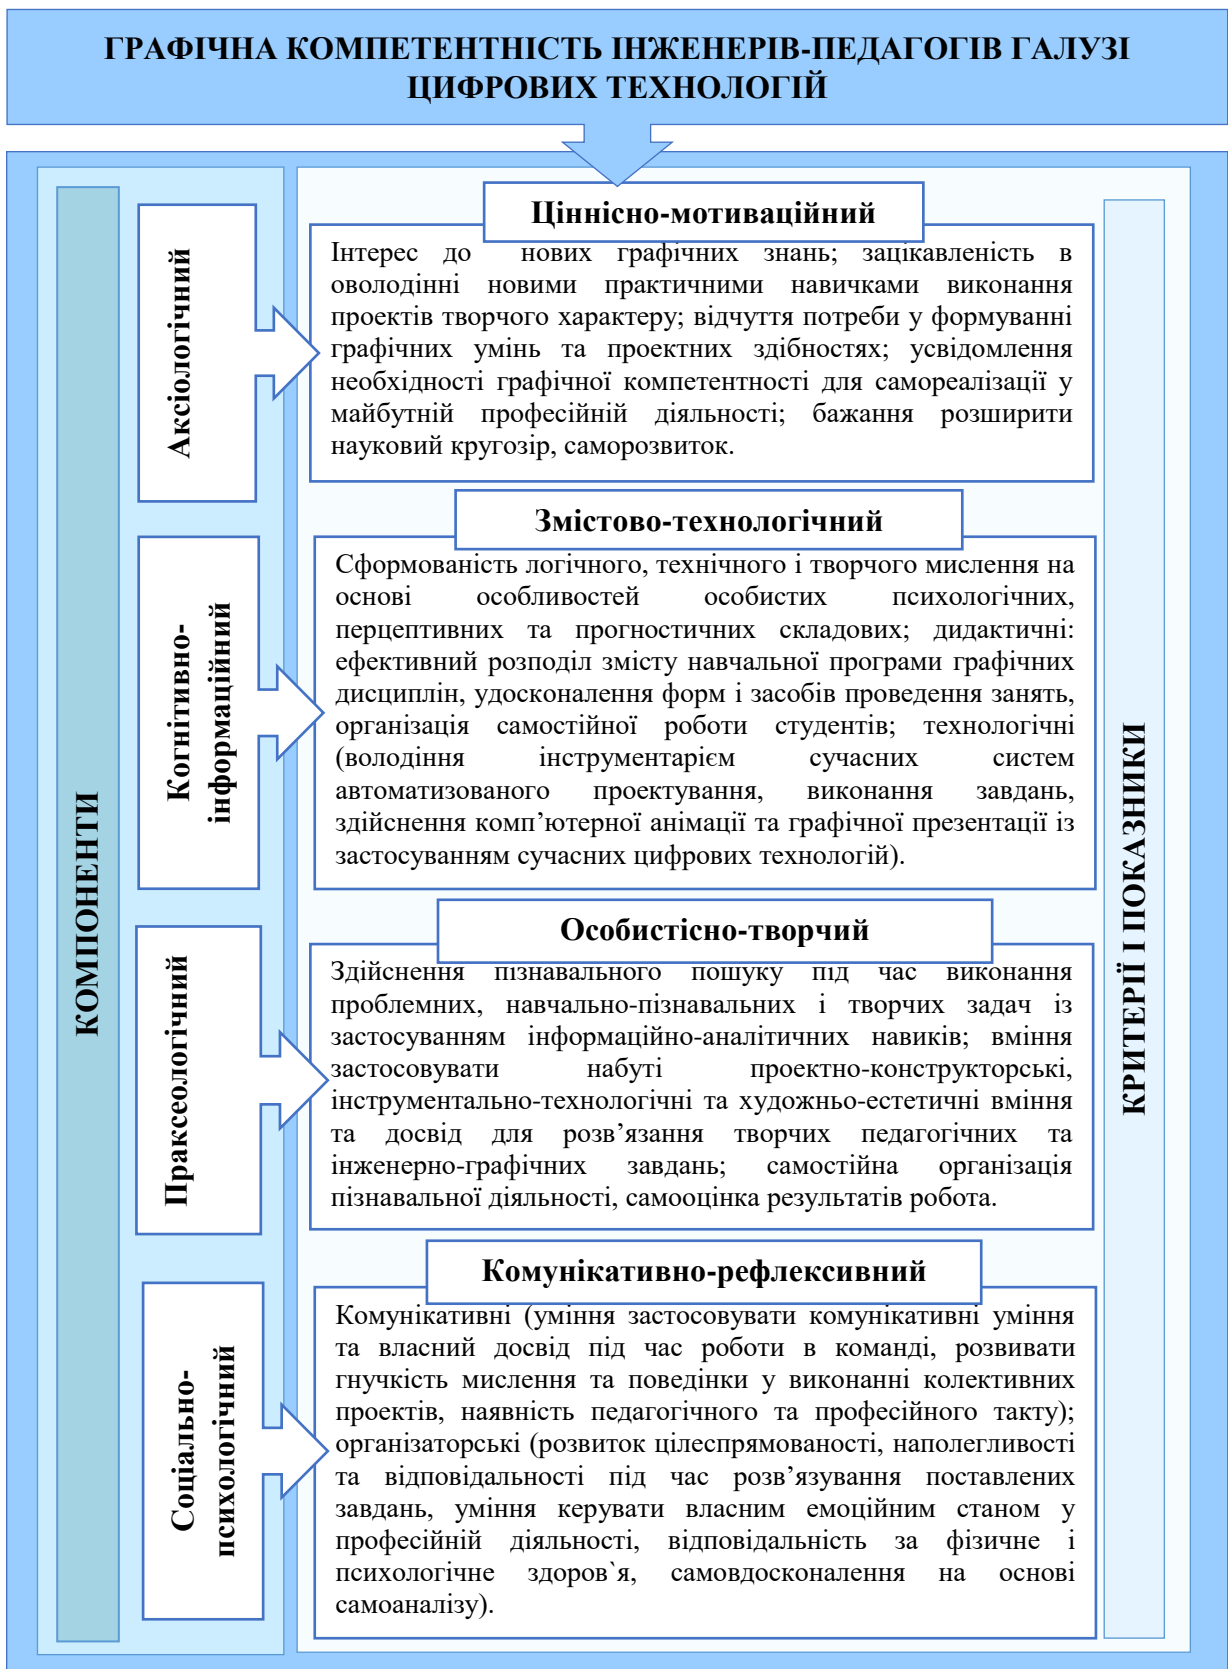 ГРАФІЧНА КОМПЕТЕНТНІСТЬ ІНЖЕНЕРІВ-ПЕДАГОГІВ ГАЛУЗІ
ЦИФРОВИХ ТЕХНОЛОГІЙ
КОМПОНЕНТИ
Аксіологічний
Ціннісно-мотиваційний
Інтерес до нових графічних знань; зацікавленість в
оволодінні новими практичними навичками виконання
проектів творчого характеру; відчуття потреби у формуванні
графічних умінь та проектних здібностях; усвідомлення
необхідності графічної компетентності для самореалізації у
майбутній професійній діяльності; бажання розширити
науковий кругозір, саморозвиток.
Когнітивно-
інформаційний
Змістово-технологічний
Сформованість логічного, технічного і творчого мислення на
основі особливостей особистих психологічних,
перцептивних та прогностичних складових; дидактичні:
ефективний розподіл змісту навчальної програми графічних
дисциплін, удосконалення форм і засобів проведення занять,
організація самостійної роботи студентів; технологічні
(володіння інструментарієм сучасних систем
автоматизованого проектування, виконання завдань,
здійснення комп’ютерної анімації та графічної презентації із
застосуванням сучасних цифрових технологій).
Праксеологічний
Особистісно-творчий
Здійснення пізнавального пошуку під час виконання
проблемних, навчально-пізнавальних і творчих задач із
застосуванням інформаційно-аналітичних навиків; вміння
застосовувати набуті проектно-конструкторські,
інструментально-технологічні та художньо-естетичні вміння
та досвід для розв’язання творчих педагогічних та
інженерно-графічних завдань; самостійна організація
пізнавальної діяльності, самооцінка результатів робота.
Соціально-
психологічний
Комунікативно-рефлексивний
Комунікативні (уміння застосовувати комунікативні уміння
та власний досвід під час роботи в команді, розвивати
гнучкість мислення та поведінки у виконанні колективних
проектів, наявність педагогічного та професійного такту);
організаторські (розвиток цілеспрямованості, наполегливості
та відповідальності під час розв’язування поставлених
завдань, уміння керувати власним емоційним станом у
професійній діяльності, відповідальність за фізичне і
психологічне здоров`я, самовдосконалення на основі
самоаналізу).
КРИТЕРІЇ І ПОКАЗНИКИ